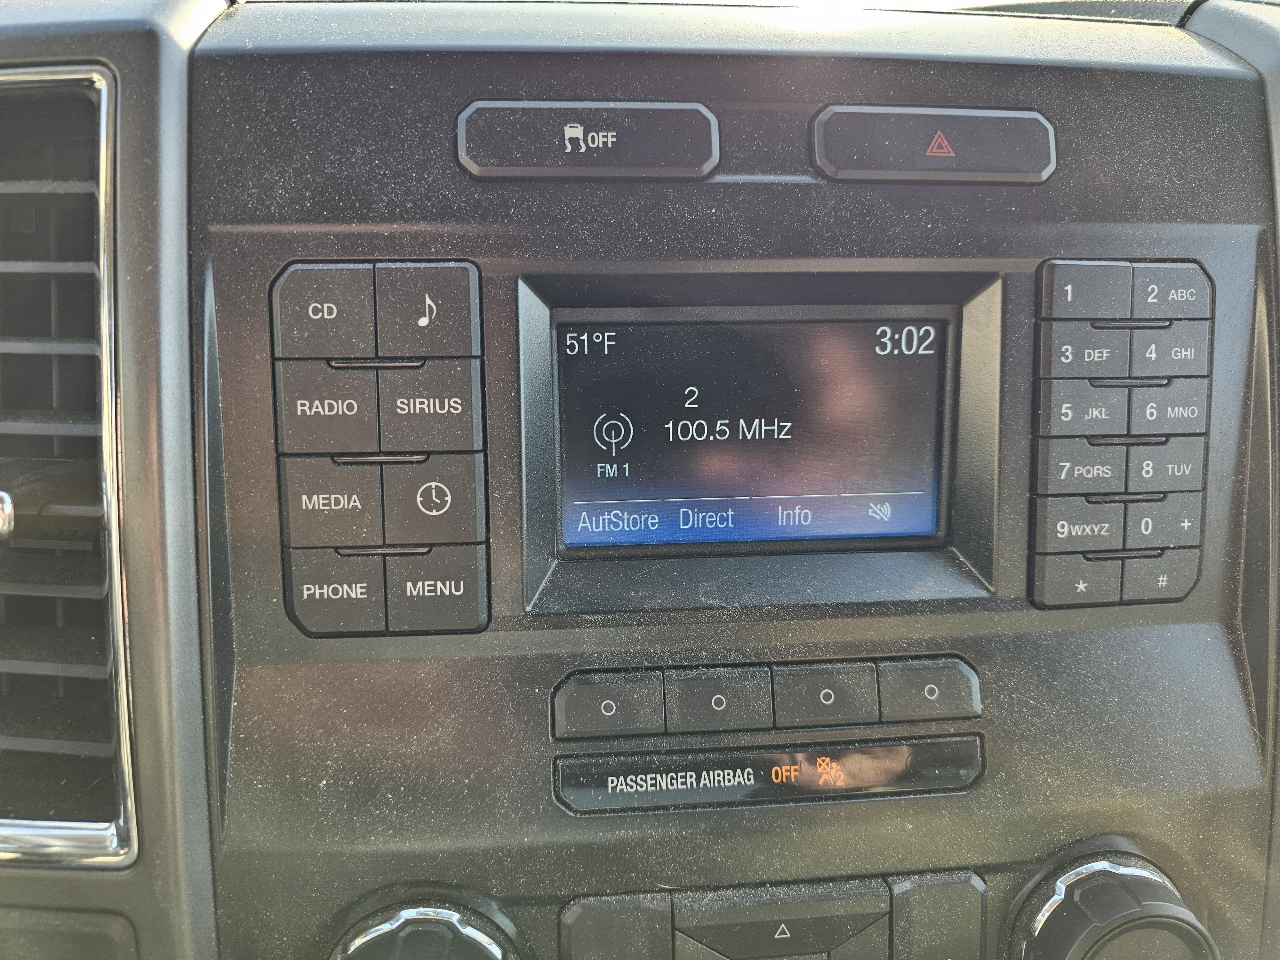 OFF
CD
RADIO SIRIUS
MEDIA
PHONE MENU
51°F 3:02
2
100.5 MHz
FM 1
AutStore Direct Info
1 2 ABC
3 DEF 4 GHI
5 JKL 6 MNO
7 PQRS 8 TUV
9 WXYZ 0 +
* #
PASSENGER AIRBAG OFF 2